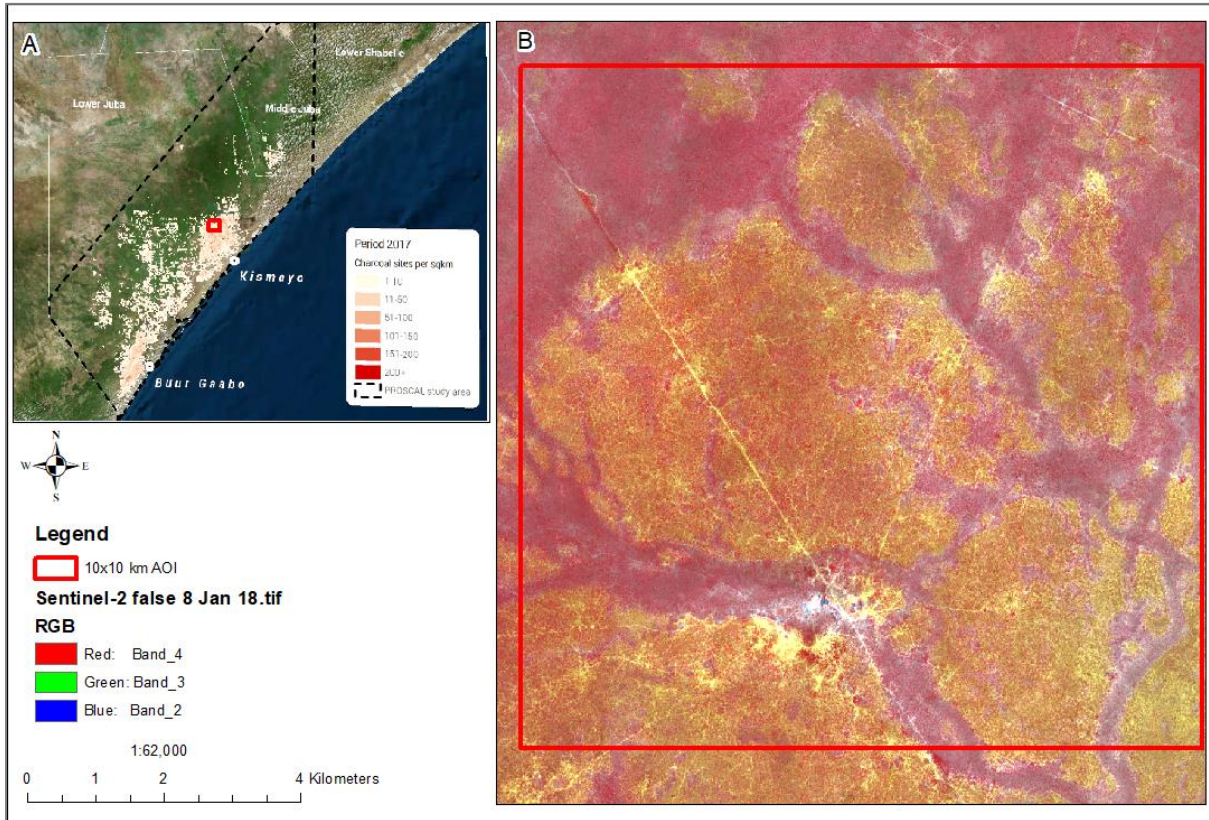 A
Lower Shabelle
Lower Juba
Middle Juba
Kismayo
Buur Gaabo
Period 2017
Charcoal sites per sqkm
1-10
11-50
51-100
101-150
151-200
200+
PROSCAL study area
B
N
W E
S
Legend
10x10 km AOI
Sentinel-2 false 8 Jan 18.tif
RGB
Red: Band_4
Green: Band_3
Blue: Band_2
1:62,000
0 1 2 4 Kilometers